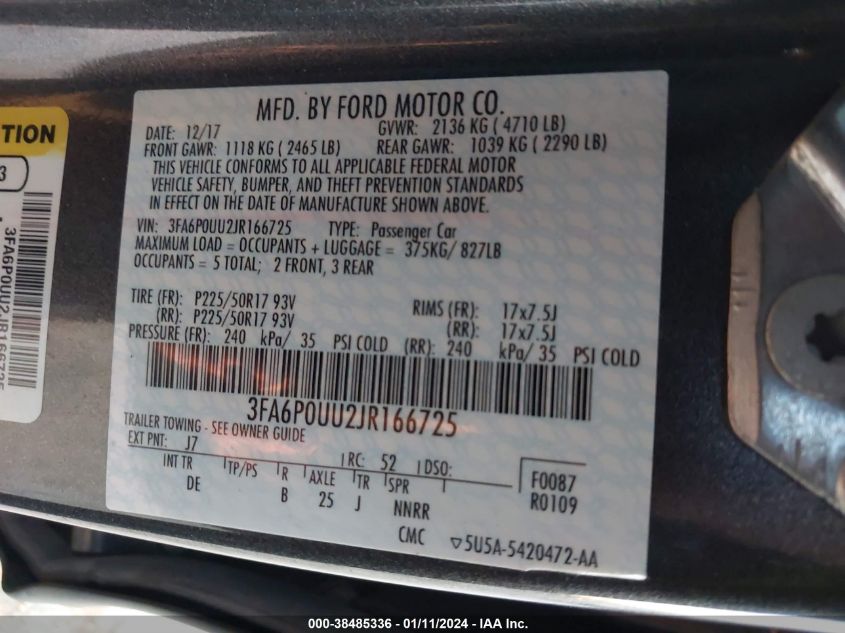 MFD. BY FORD MOTOR CO.
DATE: 12/17 GVWR: 2136 KG ( 4710 LB)
FRONT GAWR: 1118 KG ( 2465 LB) REAR GAWR: 1039 KG ( 2290 LB)
THIS VEHICLE CONFORMS TO ALL APPLICABLE FEDERAL MOTOR
VEHICLE SAFETY, BUMPER, AND THEFT PREVENTION STANDARDS
IN EFFECT ON THE DATE OF MANUFACTURE SHOWN ABOVE.
VIN: 3FA6P0UU2JR166725 TYPE: Passenger Car
MAXIMUM LOAD = OCCUPANTS + LUGGAGE = 375KG/ 827LB
OCCUPANTS = 5 TOTAL; 2 FRONT, 3 REAR
TIRE (FR): P225/50R17 93V RIMS (FR): 17x7.5J
(RR): P225/50R17 93V (RR): 17x7.5J
PRESSURE (FR): 240 kPa/ 35 PSI COLD (RR): 240 kPa/ 35 PSI COLD
3FA6P0UU2JR166725
TRAILER TOWING - SEE OWNER GUIDE
EXT PNT: J7 RC: 52 DSO: F0087
INT TR TP/PS R AXLE TR SPR R0109
DE B 25 J NNRR
CMC ▽5U5A-5420472-AA
TION
3
3FA6P0UU2JR166725
000-38485336 - 01/11/2024 - IAA Inc.